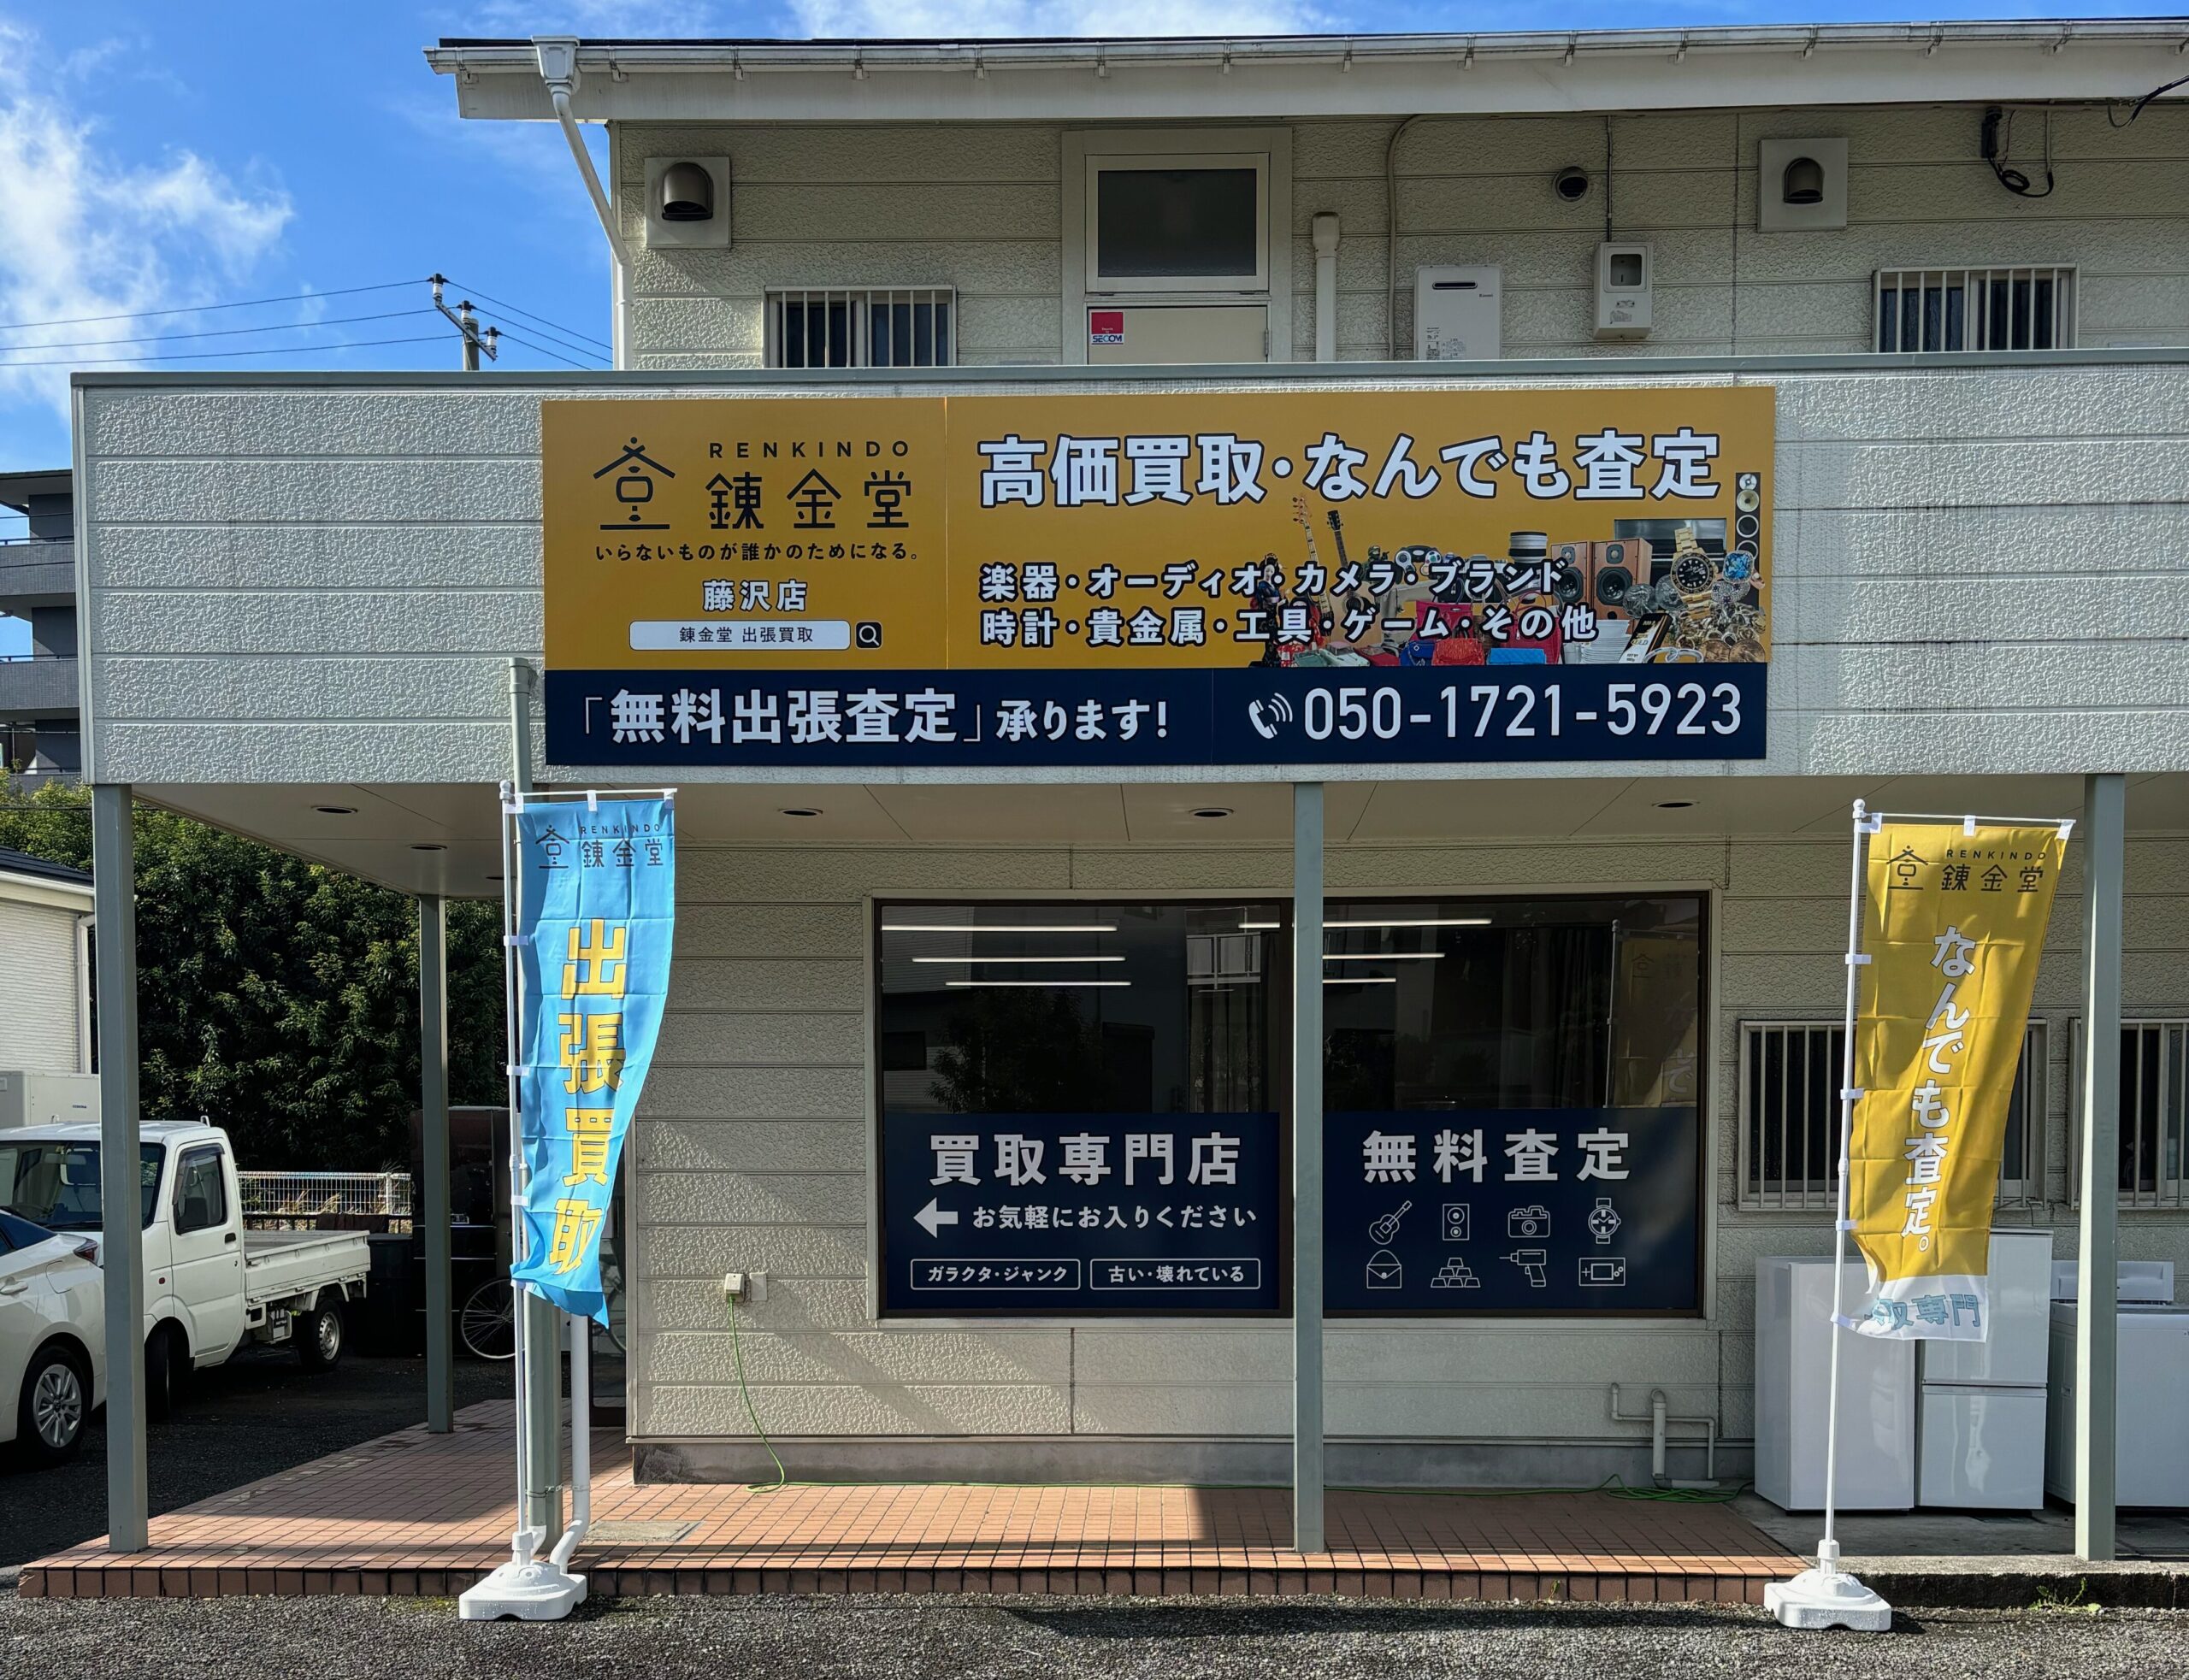 SECOM
RENKINDO
錬金堂
いらないものが誰かのためになる。
藤沢店
錬金堂 出張買取
高価買取・なんでも査定
楽器・オーディオ・カメラ・ブランド
時計・貴金属・工具・ゲーム・その他
「無料出張査定」承ります!
050-1721-5923
RENKINDO
錬金堂
出張買取
買取専門店
お気軽にお入りください
ガラクタ・ジャンク
古い・壊れている
無料査定
RENKINDO
錬金堂
なんでも査定。
取専門